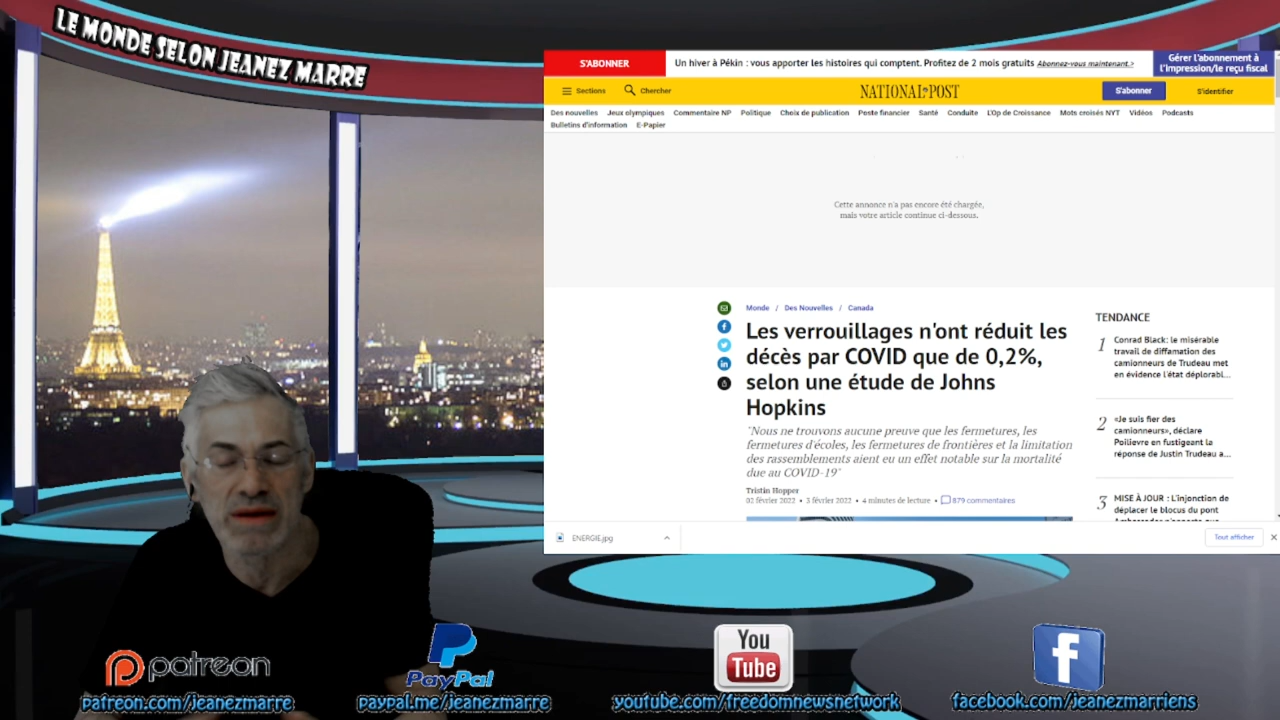 LE MONDE SELON JEANEZ MARRE
S'ABONNER
Un hiver à Pékin : vous apporter les histoires qui comptent. Profitez de 2 mois gratuits Abonnez-vous maintenant.>
Gérer l'abonnement à
l'impression/le reçu fiscal
Sections
Chercher
NATIONAL POST
S'abonner
S'identifier
Des nouvelles Jeux olympiques Commentaire NP Politique Choix de publication Poste financier Santé Conduite L'Op de Croissance Mots croisés NYT Vidéos Podcasts
Bulletins d'information E-Papier
Cette annonce n'a pas encore été chargée,
mais votre article continue ci-dessous.
Monde / Des Nouvelles / Canada
Les verrouillages n'ont réduit les
décès par COVID que de 0,2%,
selon une étude de Johns
Hopkins
"Nous ne trouvons aucune preuve que les fermetures, les
fermetures d'écoles, les fermetures de frontières et la limitation
des rassemblements aient eu un effet notable sur la mortalité
due au COVID-19"
Tristin Hopper
02 février 2022 • 3 février 2022 • 4 minutes de lecture • 879 commentaires
TENDANCE
1 Conrad Black: le misérable
travail de diffamation des
camionneurs de Trudeau met
en évidence l'état déplorabl...
2 «Je suis fier des
camionneurs», déclare
Poilievre en fustigeant la
réponse de Justin Trudeau a...
3 MISE À JOUR : L'injonction de
déplacer le blocus du pont
ENERGIE.jpg
Tout afficher
patreon
patreon.com/jeanezmarre
PayPal
paypal.me/jeanezmarre
You
Tube
youtube.com/freedomnewsnetwork
f
facebook.com/jeanezmarriens